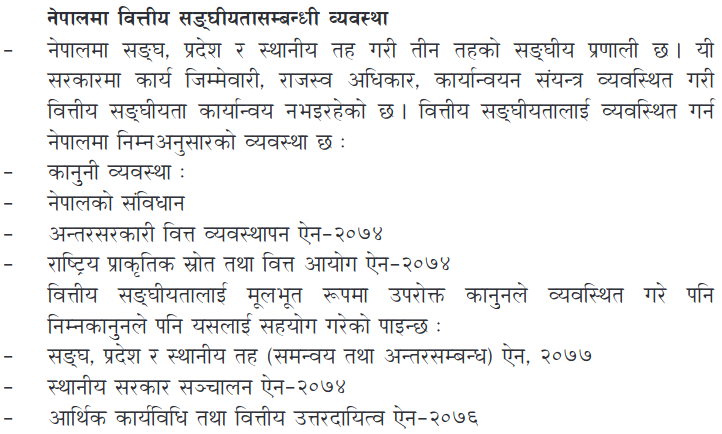 नेपालमा वित्तीय सङ्घीयतासम्बन्धी व्यवस्था
- नेपालमा सङ्घ, प्रदेश र स्थानीय तह गरी तीन तहको सङ्घीय प्रणाली छ । यी
सरकारमा कार्य जिम्मेवारी, राजस्व अधिकार, कार्यान्वयन संयन्त्र व्यवस्थित गरी
वित्तीय सङ्घीयता कार्यान्वय नभइरहेको छ । वित्तीय सङ्घीयतालाई व्यवस्थित गर्न
नेपालमा निम्नअनुसारको व्यवस्था छ :
- कानुनी व्यवस्था :
- नेपालको संविधान
- अन्तरसरकारी वित्त व्यवस्थापन ऐन-२०७४
- राष्ट्रिय प्राकृतिक स्रोत तथा वित्त आयोग ऐन-२०७४
वित्तीय सङ्घीयतालाई मूलभूत रूपमा उपरोक्त कानुनले व्यवस्थित गरे पनि
निम्नकानुनले पनि यसलाई सहयोग गरेको पाइन्छ :
- सङ्घ, प्रदेश र स्थानीय तह (समन्वय तथा अन्तरसम्बन्ध) ऐन, २०७७
- स्थानीय सरकार सञ्चालन ऐन-२०७४
- आर्थिक कार्यविधि तथा वित्तीय उत्तरदायित्व ऐन-२०७६